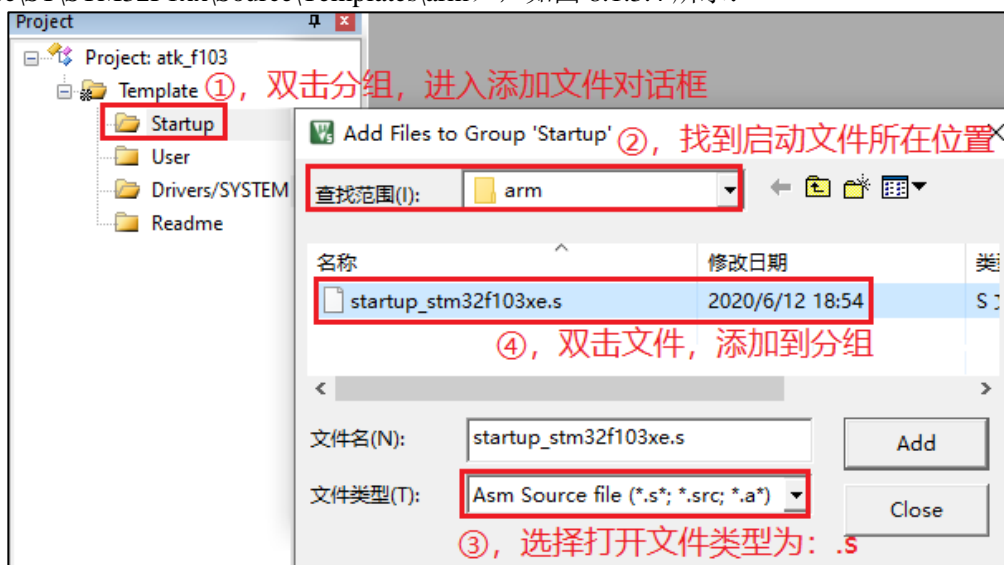 Project
Project: atk_f103
Template
①，双击分组，进入添加文件对话框
Startup
User
Drivers/SYSTEM
Readme
Add Files to Group 'Startup'
②，找到启动文件所在位置
查找范围(I):
arm
名称
修改日期
类
startup_stm32f103xe.s
2020/6/12 18:54
S
④，双击文件，添加到分组
文件名(N):
startup_stm32f103xe.s
Add
文件类型(T):
Asm Source file (*.s*; *.src; *.a*)
Close
③，选择打开文件类型为：.s